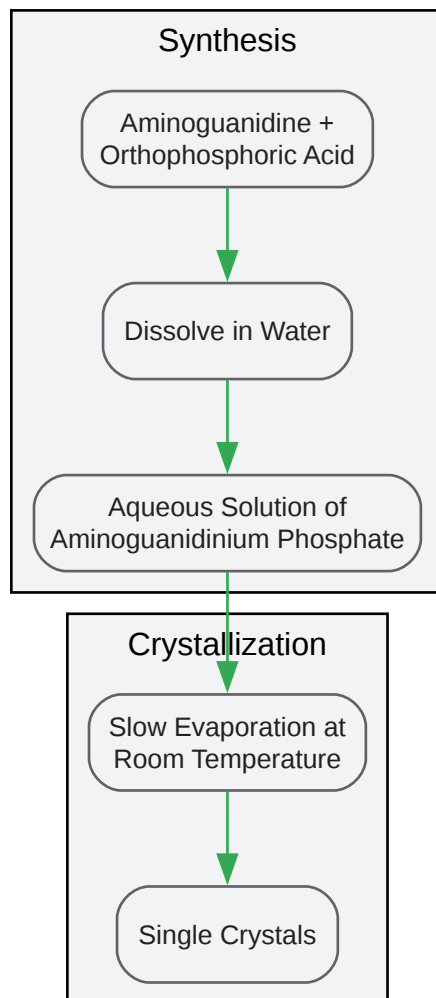 Synthesis
Aminoguanidine +
Orthophosphoric Acid
Dissolve in Water
Aqueous Solution of
Aminoguanidinium Phosphate
Crystallization
Slow Evaporation at
Room Temperature
Single Crystals